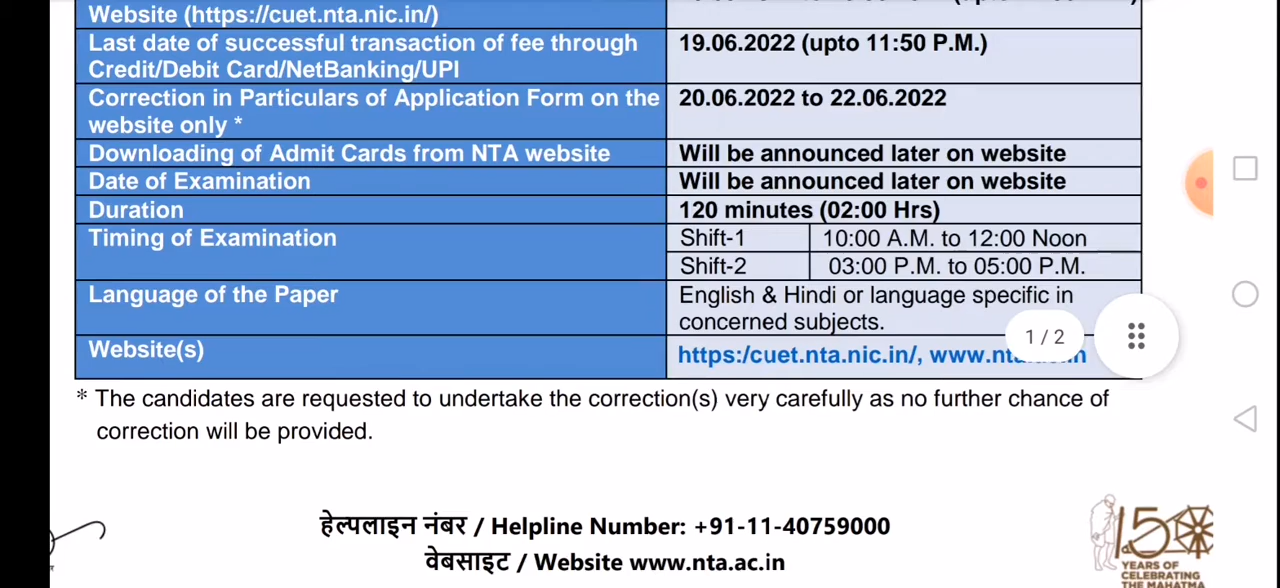 Website (https://cuet.nta.nic.in/)
Last date of successful transaction of fee through
Credit/Debit Card/NetBanking/UPI
19.06.2022 (upto 11:50 P.M.)
Correction in Particulars of Application Form on the
website only *
20.06.2022 to 22.06.2022
Downloading of Admit Cards from NTA website
Will be announced later on website
Date of Examination
Will be announced later on website
Duration
120 minutes (02:00 Hrs)
Timing of Examination
Shift-1
10:00 A.M. to 12:00 Noon
Shift-2
03:00 P.M. to 05:00 P.M.
Language of the Paper
English & Hindi or language specific in
concerned subjects.
1 / 2
Website(s)
https:/cuet.nta.nic.in/,
* The candidates are requested to undertake the correction(s) very carefully as no further chance of
correction will be provided.
हेल्पलाइन नंबर / Helpline Number: +91-11-40759000
वेबसाइट / Website www.nta.ac.in
150
YEARS OF
CELEBRATING
THE MAHATMA